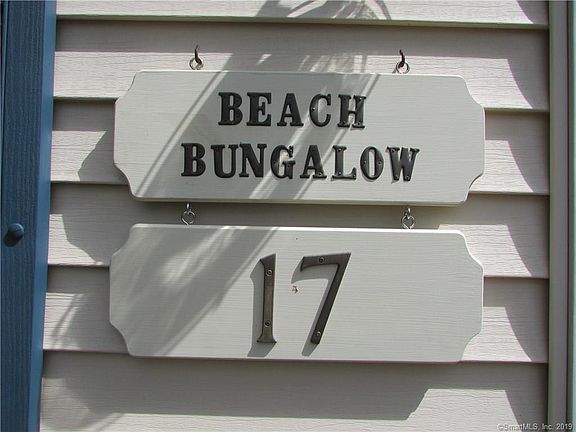 BEACH
BUNGALOW
17
©SmartMLS, Inc. 2019